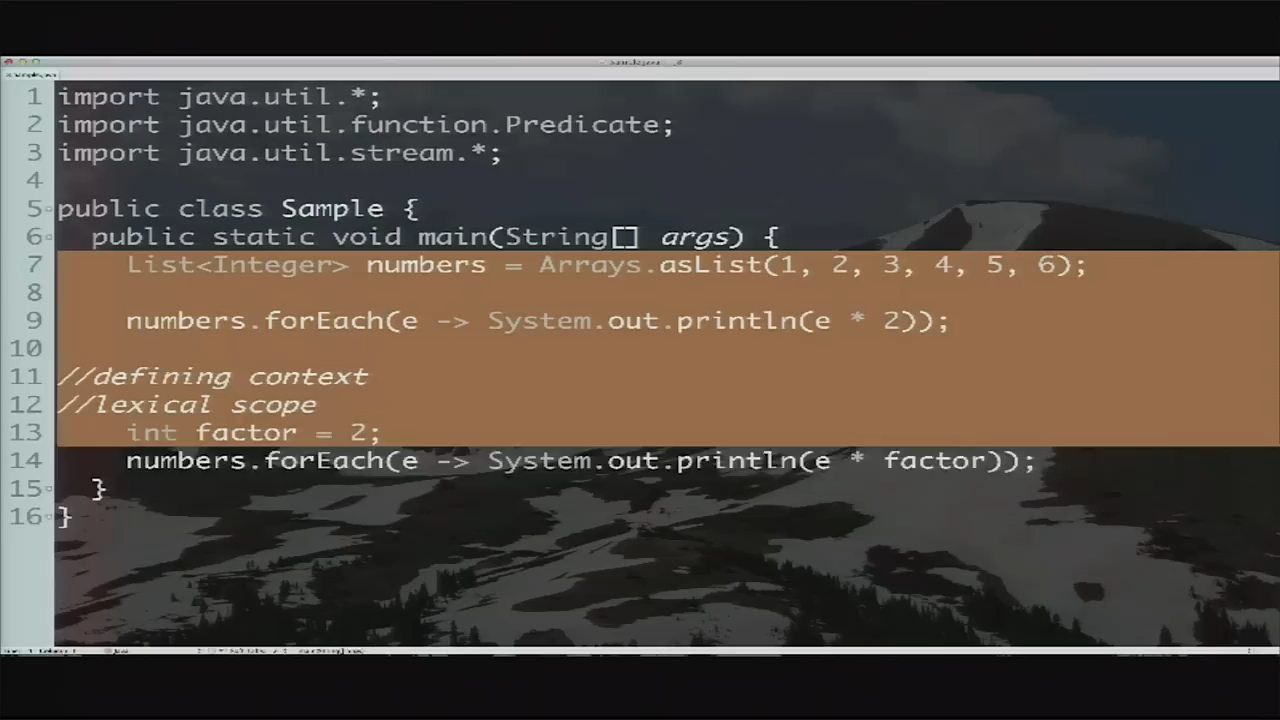 1 import java.util.*;
2 import java.util.function.Predicate;
3 import java.util.stream.*;
4
5 public class Sample {
6   public static void main(String[] args) {
7     List<Integer> numbers = Arrays.asList(1, 2, 3, 4, 5, 6);
8
9     numbers.forEach(e -> System.out.println(e * 2));
10
11 //defining context
12 //lexical scope
13     int factor = 2;
14     numbers.forEach(e -> System.out.println(e * factor));
15   }
16 }